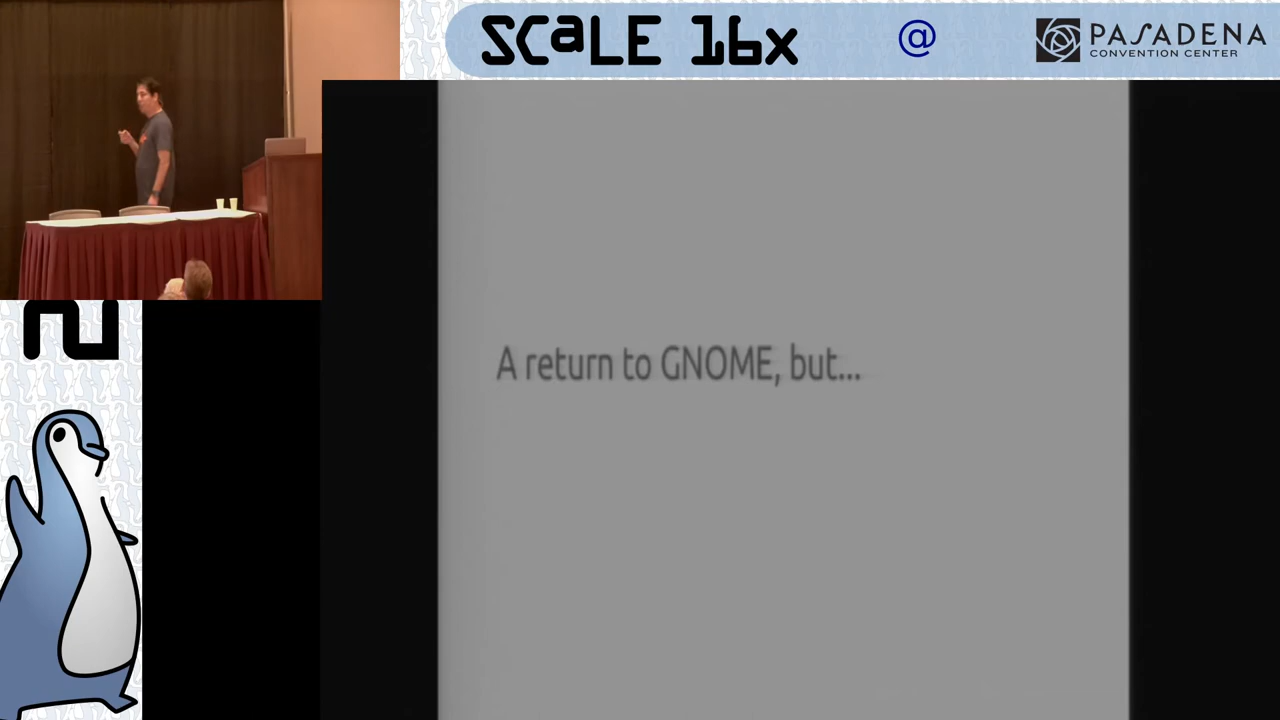 SCaLE 16x
@
PASADENA
CONVENTION CENTER
A return to GNOME, but...